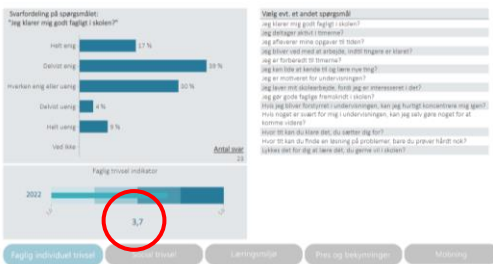 Svarfordeling på spørgsmålet:
"Jeg klarer mig godt fagligt i skolen?"
Helt enig
17 %
Delvist enig
39 %
Hverken enig eller uenig
30 %
Delvist uenig
4 %
Helt uenig
9 %
Ved ikke
Antal svar
23
Faglig trivsel indikator
2022
3,7
Vælg evt. et andet spørgsmål
Jeg klarer mig godt fagligt i skolen?
Jeg deltager aktivt i timerne?
Jeg afleverer mine opgaver til tiden?
Jeg bliver ved med at arbejde, indtil tingene er klaret?
Jeg er forberedt til timerne?
Jeg kan lide at kende til og lære nye ting?
Jeg er motiveret for undervisningen?
Jeg laver mit skolearbejde, fordi jeg er interesseret i det?
Jeg gør gode faglige fremskridt i skolen?
Hvis jeg bliver forstyrret i undervisningen, kan jeg hurtigt koncentrere mig igen?
Hvis noget er svært for mig i undervisningen, kan jeg selv gøre noget for at
komme videre?
Hvor tit kan du klare det, du sætter dig for?
Hvor tit kan du finde en løsning på problemer, bare du prøver hårdt nok?
Lykkes det for dig at lære det, du gerne vil i skolen?
Faglig individuel trivsel
Social trivsel
Læringsmiljø
Pres og bekymringer
Mobning